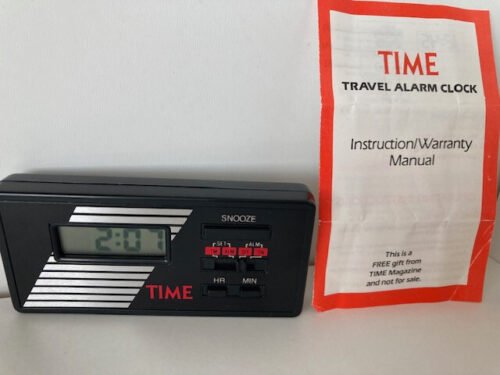 TIME
TRAVEL ALARM CLOCK
Instruction/Warranty
Manual
This is a
FREE gift from
TIME Magazine
and not for sale.
SNOOZE
SET
ALM
2:07
HR
MIN
TIME